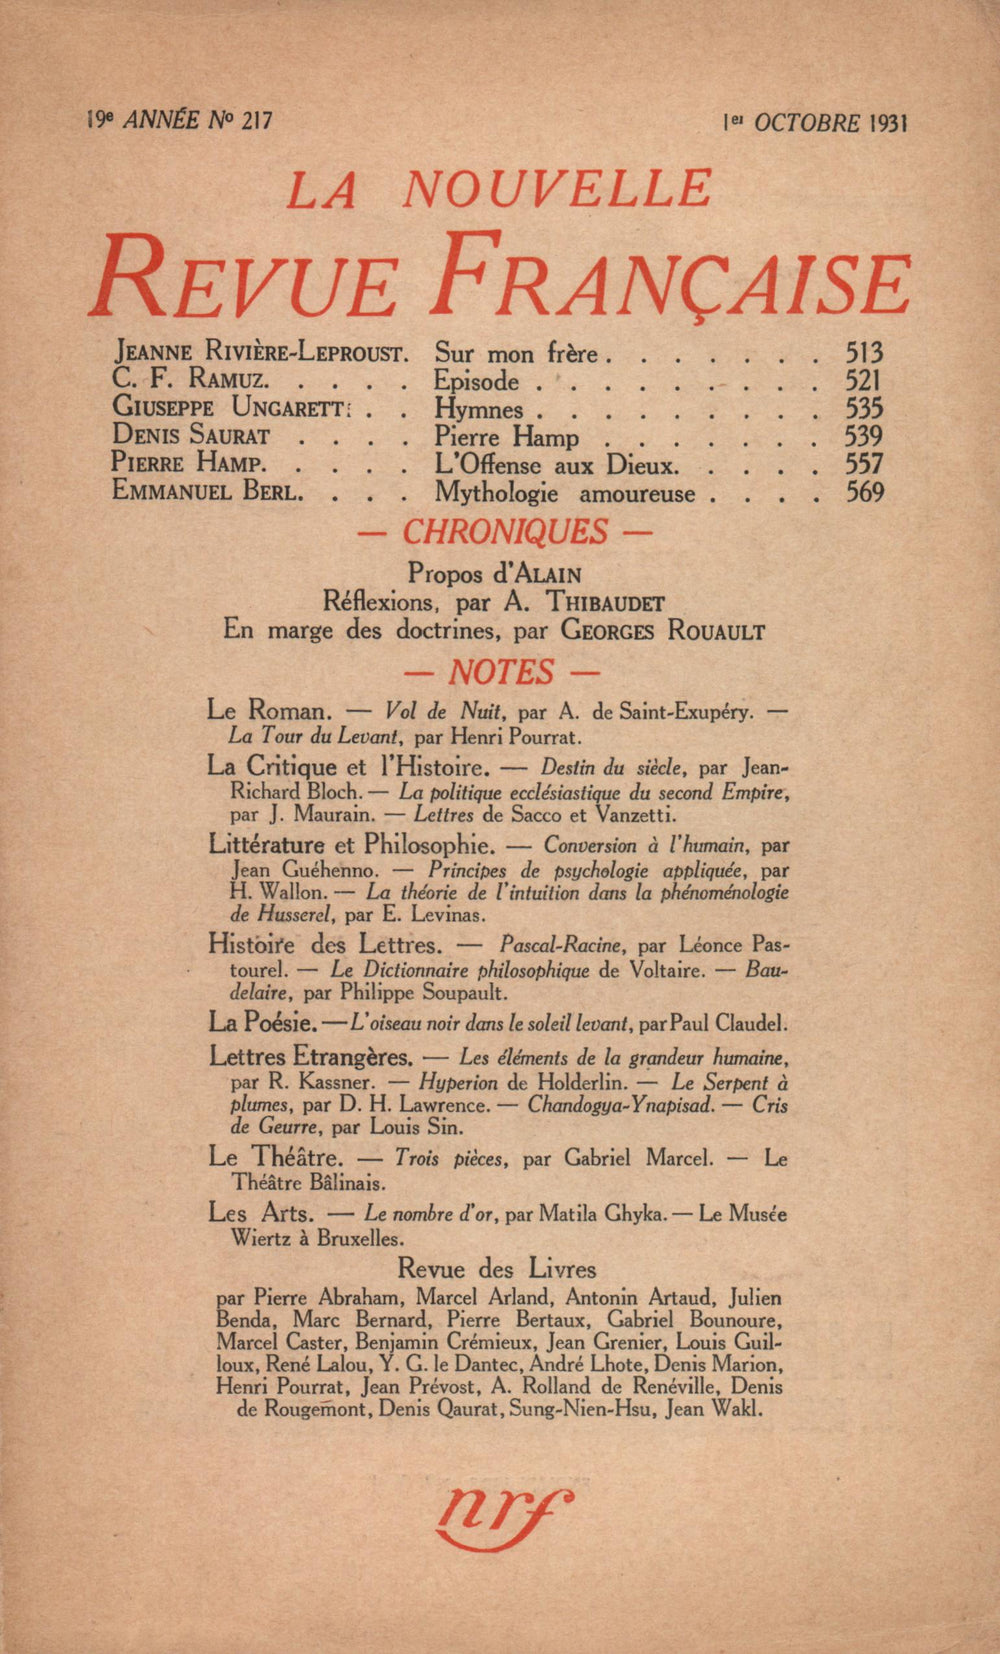 19e ANNÉE No 217
1er OCTOBRE 1931
LA NOUVELLE
REVUE FRANÇAISE
JEANNE RIVIÈRE-LEPROUST. Sur mon frère . . . . . . . 513
C. F. RAMUZ. . . . . Episode . . . . . . . . . 521
GIUSEPPE UNGARETTI . . Hymnes . . . . . . . . . 535
DENIS SAURAT . . . . Pierre Hamp . . . . . . . 539
PIERRE HAMP. . . . . L'Offense aux Dieux. . . . . 557
EMMANUEL BERL. . . . Mythologie amoureuse . . . . 569
— CHRONIQUES —
Propos d'ALAIN
Réflexions, par A. THIBAUDET
En marge des doctrines, par GEORGES ROUAULT
— NOTES —
Le Roman. — Vol de Nuit, par A. de Saint-Exupéry. —
La Tour du Levant, par Henri Pourrat.
La Critique et l'Histoire. — Destin du siècle, par Jean-
Richard Bloch. — La politique ecclésiastique du second Empire,
par J. Maurain. — Lettres de Sacco et Vanzetti.
Littérature et Philosophie. — Conversion à l'humain, par
Jean Guéhenno. — Principes de psychologie appliquée, par
H. Wallon. — La théorie de l'intuition dans la phénoménologie
de Husserel, par E. Levinas.
Histoire des Lettres. — Pascal-Racine, par Léonce Pas-
tourel. — Le Dictionnaire philosophique de Voltaire. — Bau-
delaire, par Philippe Soupault.
La Poésie. — L'oiseau noir dans le soleil levant, par Paul Claudel.
Lettres Etrangères. — Les éléments de la grandeur humaine,
par R. Kassner. — Hyperion de Holderlin. — Le Serpent à
plumes, par D. H. Lawrence. — Chandogya-Ynapisad. — Cris
de Geurre, par Louis Sin.
Le Théâtre. — Trois pièces, par Gabriel Marcel. — Le
Théâtre Bâlinais.
Les Arts. — Le nombre d'or, par Matila Ghyka. — Le Musée
Wiertz à Bruxelles.
Revue des Livres
par Pierre Abraham, Marcel Arland, Antonin Artaud, Julien
Benda, Marc Bernard, Pierre Bertaux, Gabriel Bounoure,
Marcel Caster, Benjamin Crémieux, Jean Grenier, Louis Guil-
loux, René Lalou, Y. G. le Dantec, André Lhote, Denis Marion,
Henri Pourrat, Jean Prévost, A. Rolland de Renéville, Denis
de Rougemont, Denis Qaurat, Sung-Nien-Hsu, Jean Wakl.
nrf